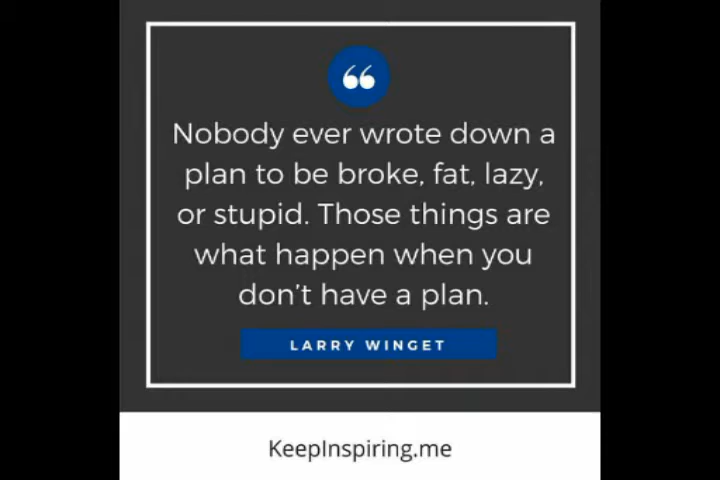 “
Nobody ever wrote down a
plan to be broke, fat, lazy,
or stupid. Those things are
what happen when you
don’t have a plan.
LARRY WINGET
KeepInspiring.me